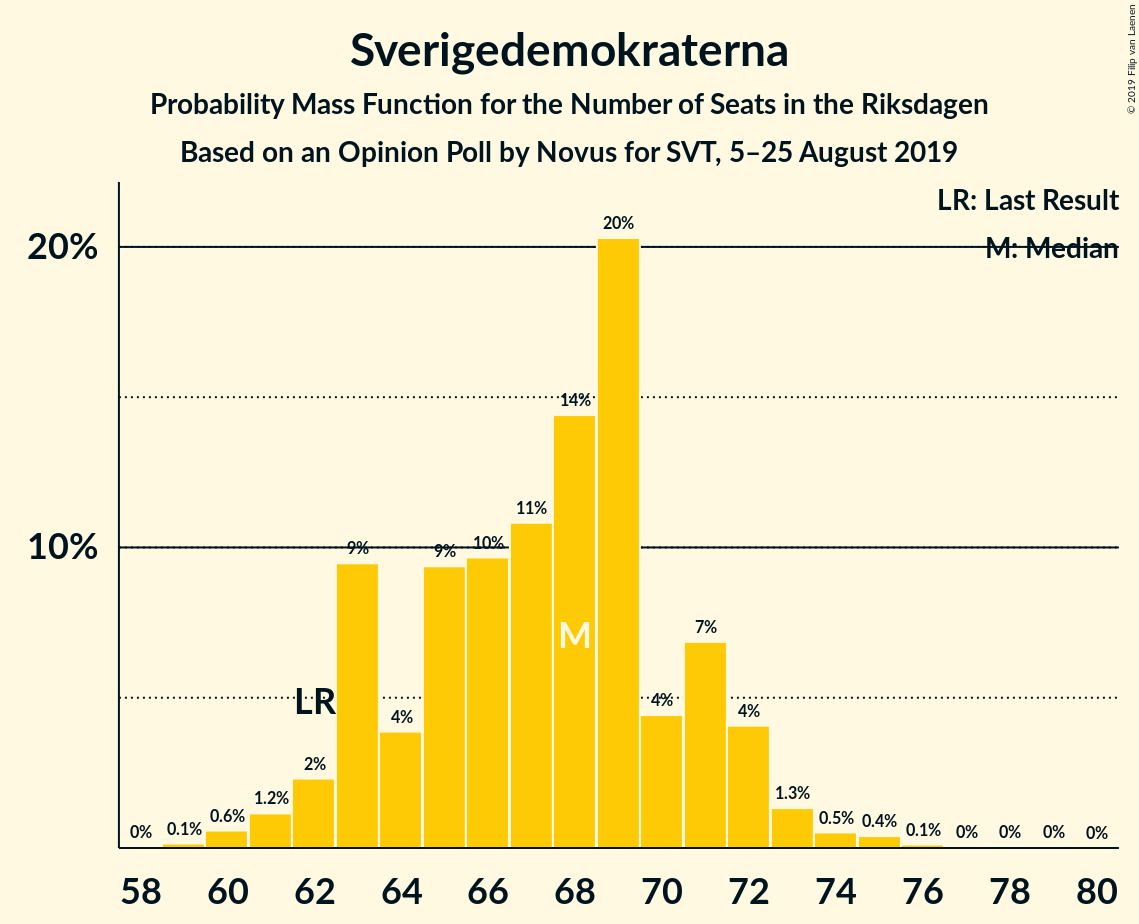 Sverigedemokraterna
Probability Mass Function for the Number of Seats in the Riksdagen
Based on an Opinion Poll by Novus for SVT, 5–25 August 2019
© 2019 Filip van Laenen
LR: Last Result
M: Median
20%
10%
0%
0.1%
0.6%
1.2%
2%
9%
4%
9%
10%
11%
14%
20%
4%
7%
4%
1.3%
0.5%
0.4%
0.1%
0%
0%
0%
0%
LR
M
58 60 62 64 66 68 70 72 74 76 78 80